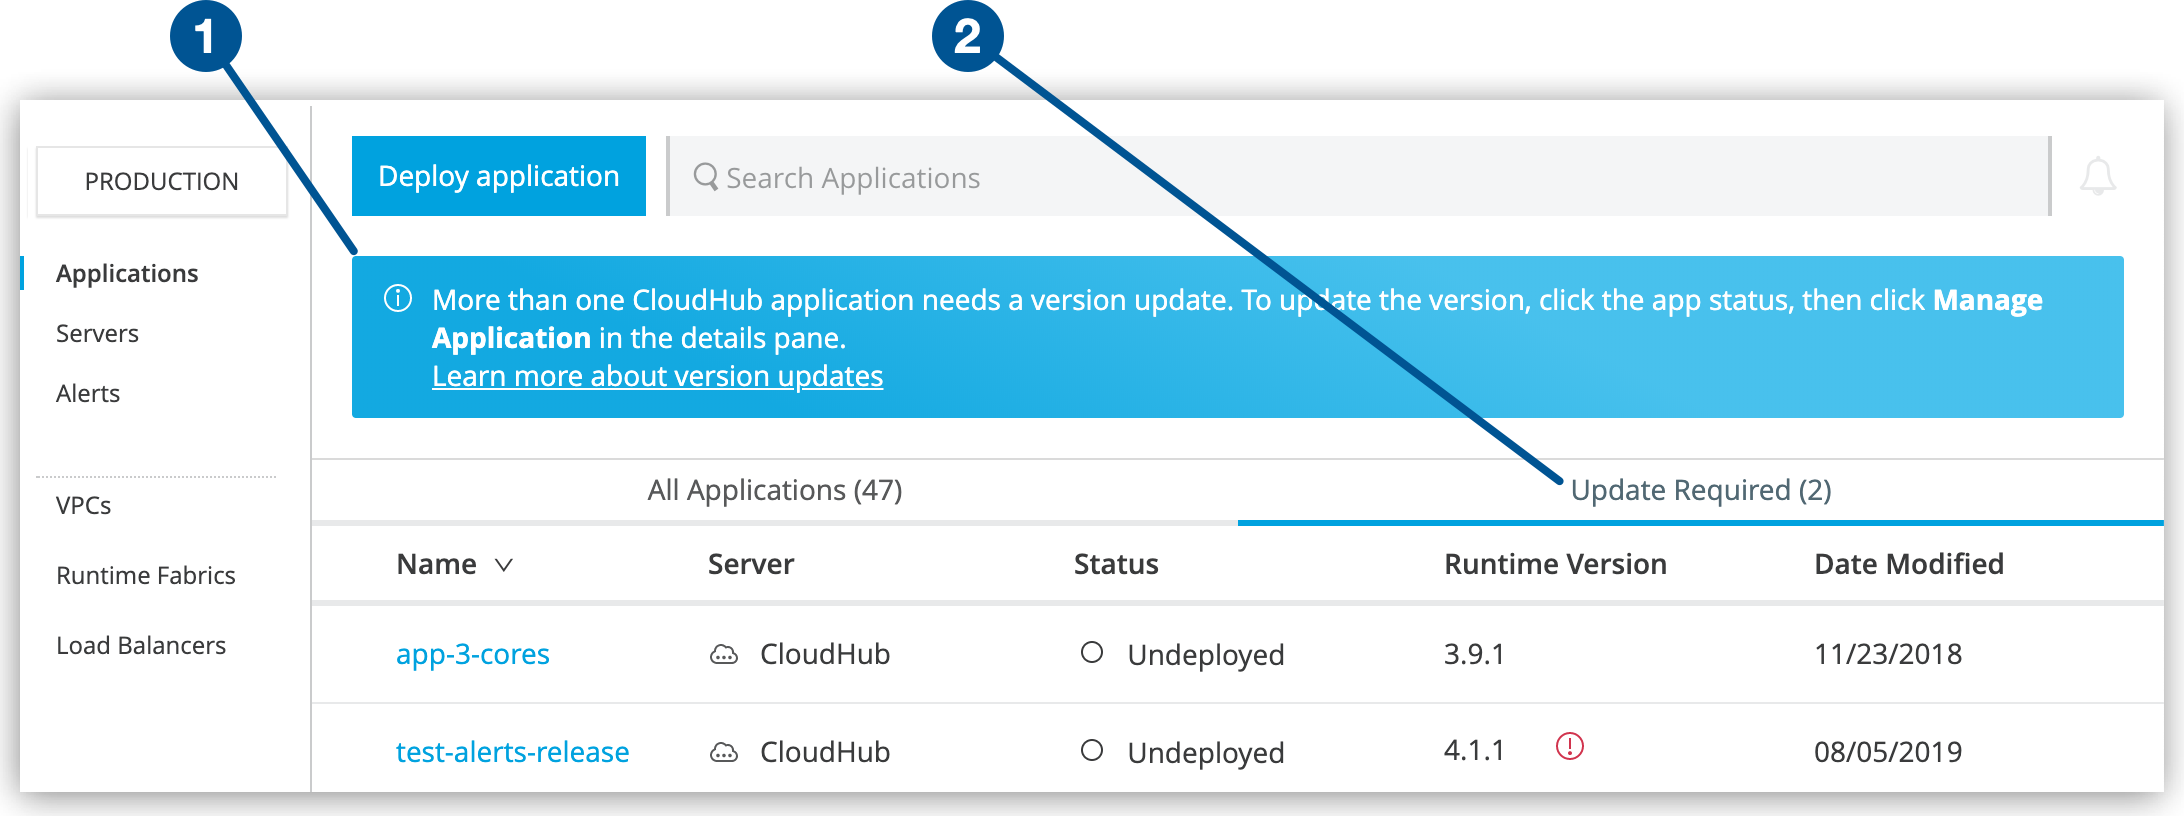 1
2
PRODUCTION
Deploy application
Search Applications
Applications
Servers
Alerts
VPCs
Runtime Fabrics
Load Balancers
More than one CloudHub application needs a version update. To update the version, click the app status, then click Manage
Application in the details pane.
Learn more about version updates
All Applications (47)
Update Required (2)
Name Server Status Runtime Version Date Modified
app-3-cores CloudHub Undeployed 3.9.1 11/23/2018
test-alerts-release CloudHub Undeployed 4.1.1 08/05/2019